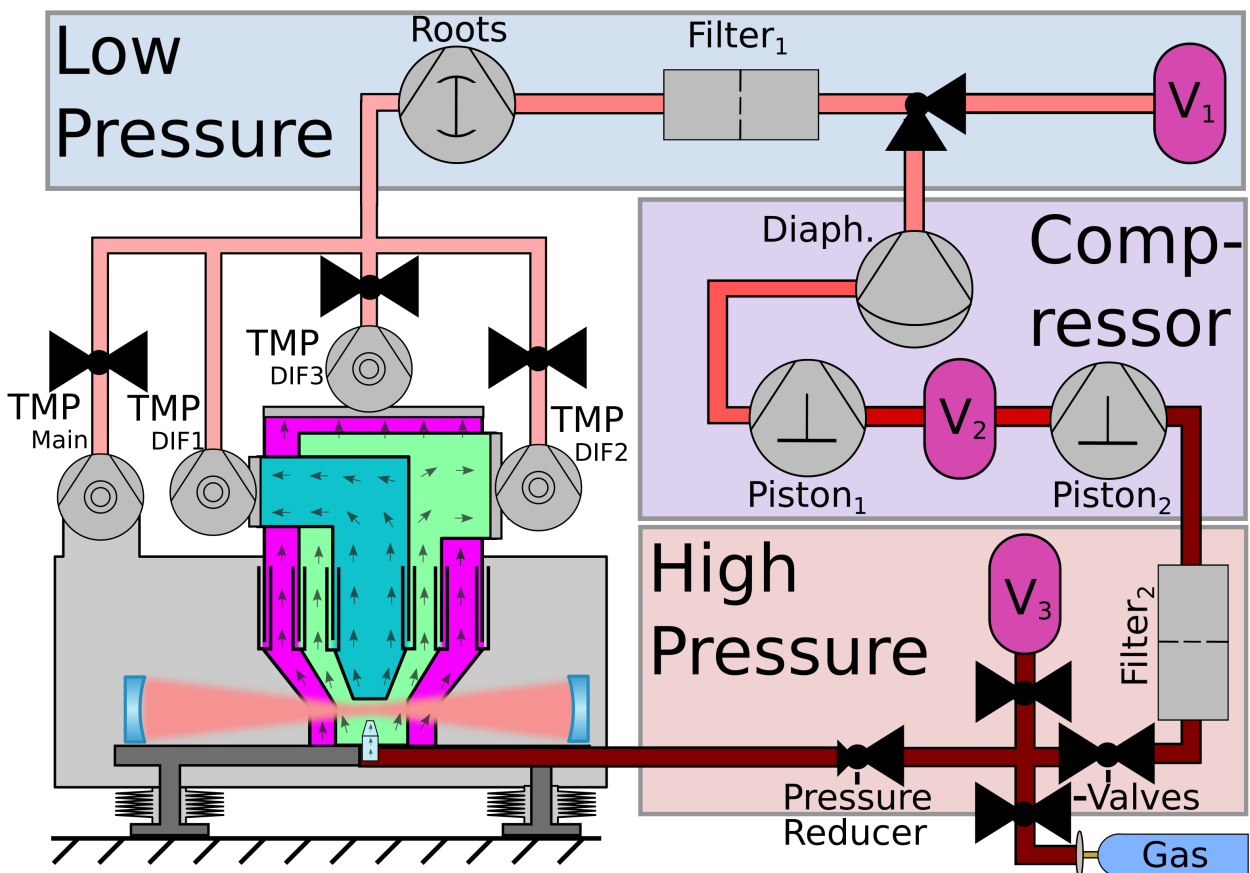 Low
Pressure
Roots
Filter1
V1
Diaph.
Comp-
ressor
TMP
DIF3
TMP
Main
TMP
DIF1
TMP
DIF2
V2
Piston1
Piston2
High
Pressure
V3
Filter2
Pressure
Reducer
-Valves
Gas